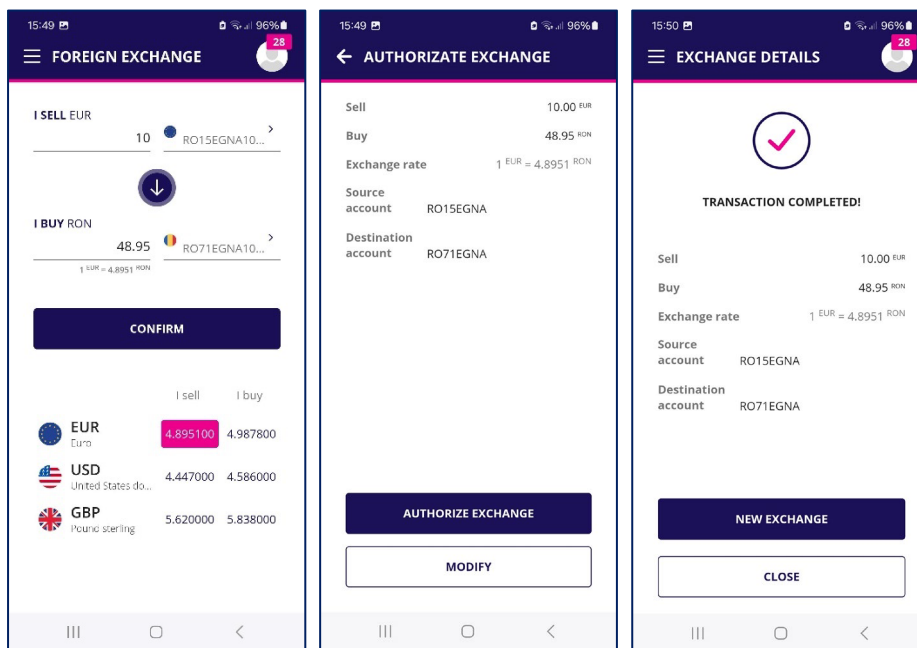 15:49 96%
28
FOREIGN EXCHANGE
I SELL EUR
10 RO15EGNA10...
I BUY RON
48.95 RO71EGNA10...
1 EUR = 4.8951 RON
CONFIRM
I sell I buy
EUR 4.895100 4.987800
Euro
USD 4.447000 4.586000
United States do...
GBP 5.620000 5.838000
Pound sterling
15:49 96%
AUTHORIZATE EXCHANGE
Sell 10.00 EUR
Buy 48.95 RON
Exchange rate 1 EUR = 4.8951 RON
Source
account RO15EGNA
Destination
account RO71EGNA
AUTHORIZE EXCHANGE
MODIFY
15:50 96%
28
EXCHANGE DETAILS
TRANSACTION COMPLETED!
Sell 10.00 EUR
Buy 48.95 RON
Exchange rate 1 EUR = 4.8951 RON
Source
account RO15EGNA
Destination
account RO71EGNA
NEW EXCHANGE
CLOSE